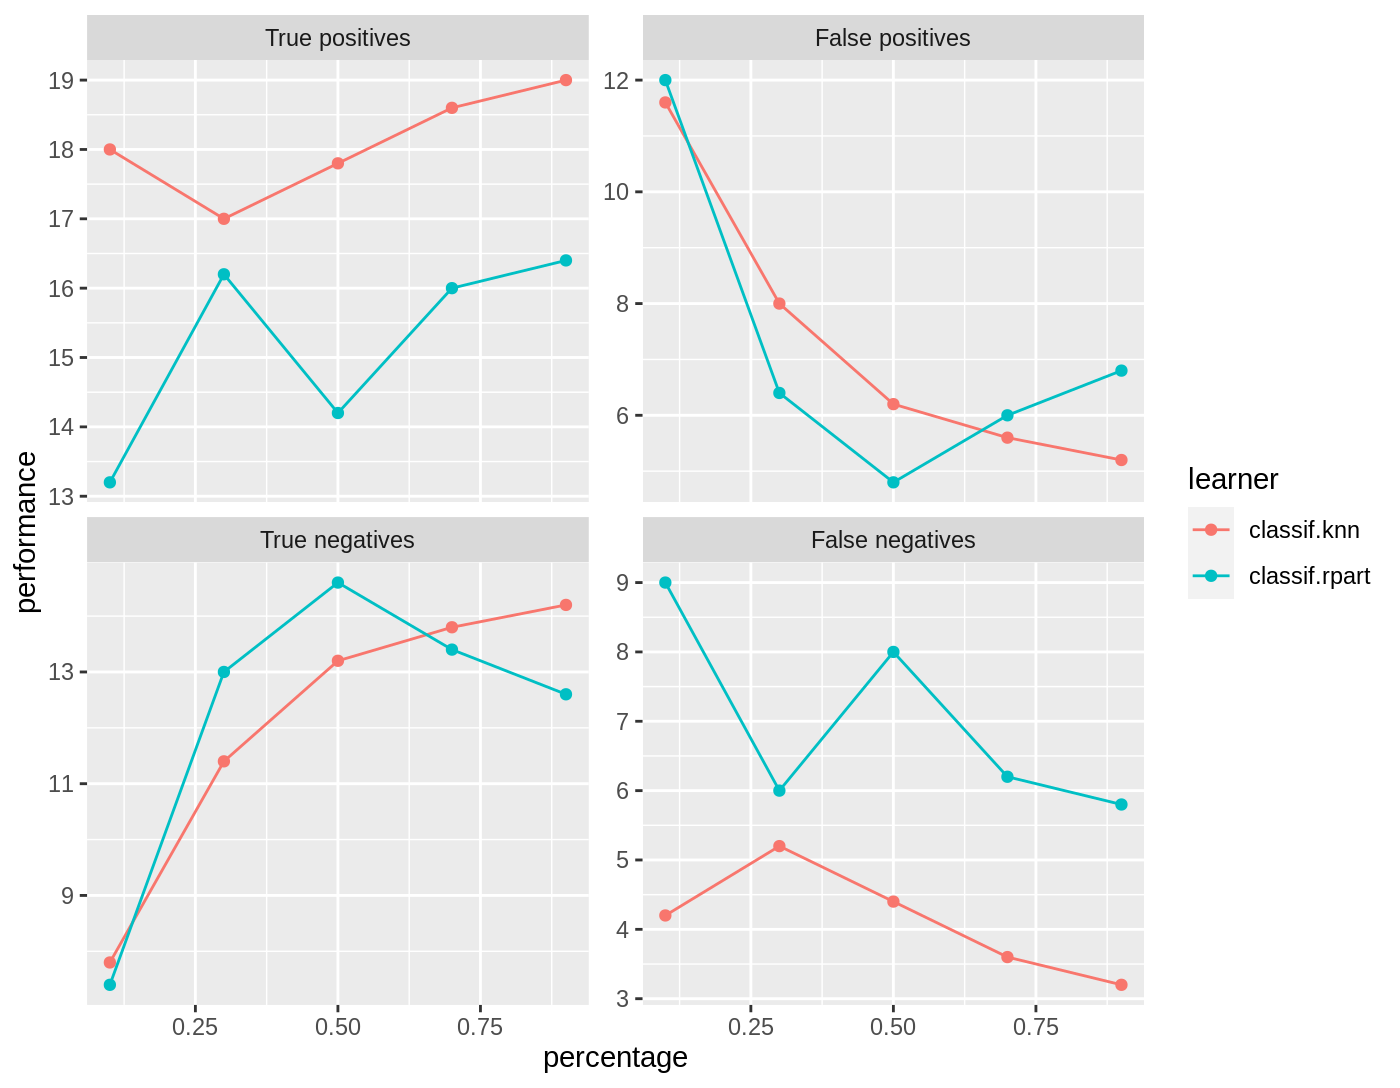 True positives
False positives
19
18
17
16
15
14
13
12
10
8
6
performance
True negatives
False negatives
13
11
9
9
8
7
6
5
4
3
0.25 0.50 0.75
0.25 0.50 0.75
percentage
learner
classif.knn
classif.rpart